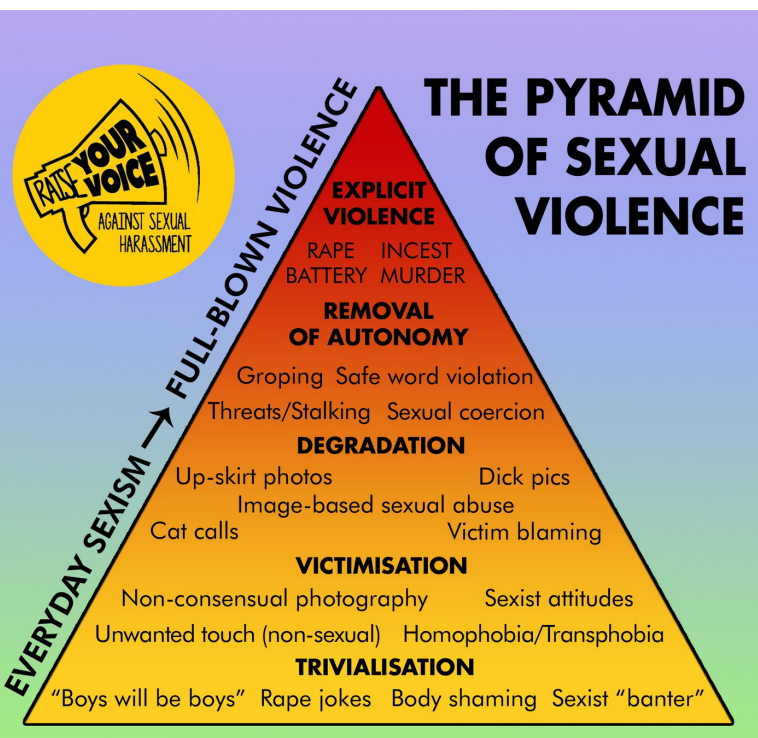 THE PYRAMID
OF SEXUAL
VIOLENCE
RAISE YOUR
VOICE
AGAINST SEXUAL
HARASSMENT
EVERYDAY SEXISM → FULL-BLOWN VIOLENCE
EXPLICIT
VIOLENCE
RAPE INCEST
BATTERY MURDER
REMOVAL
OF AUTONOMY
Groping Safe word violation
Threats/Stalking Sexual coercion
DEGRADATION
Up-skirt photos Dick pics
Image-based sexual abuse
Cat calls Victim blaming
VICTIMISATION
Non-consensual photography Sexist attitudes
Unwanted touch (non-sexual) Homophobia/Transphobia
TRIVIALISATION
"Boys will be boys" Rape jokes Body shaming Sexist "banter"